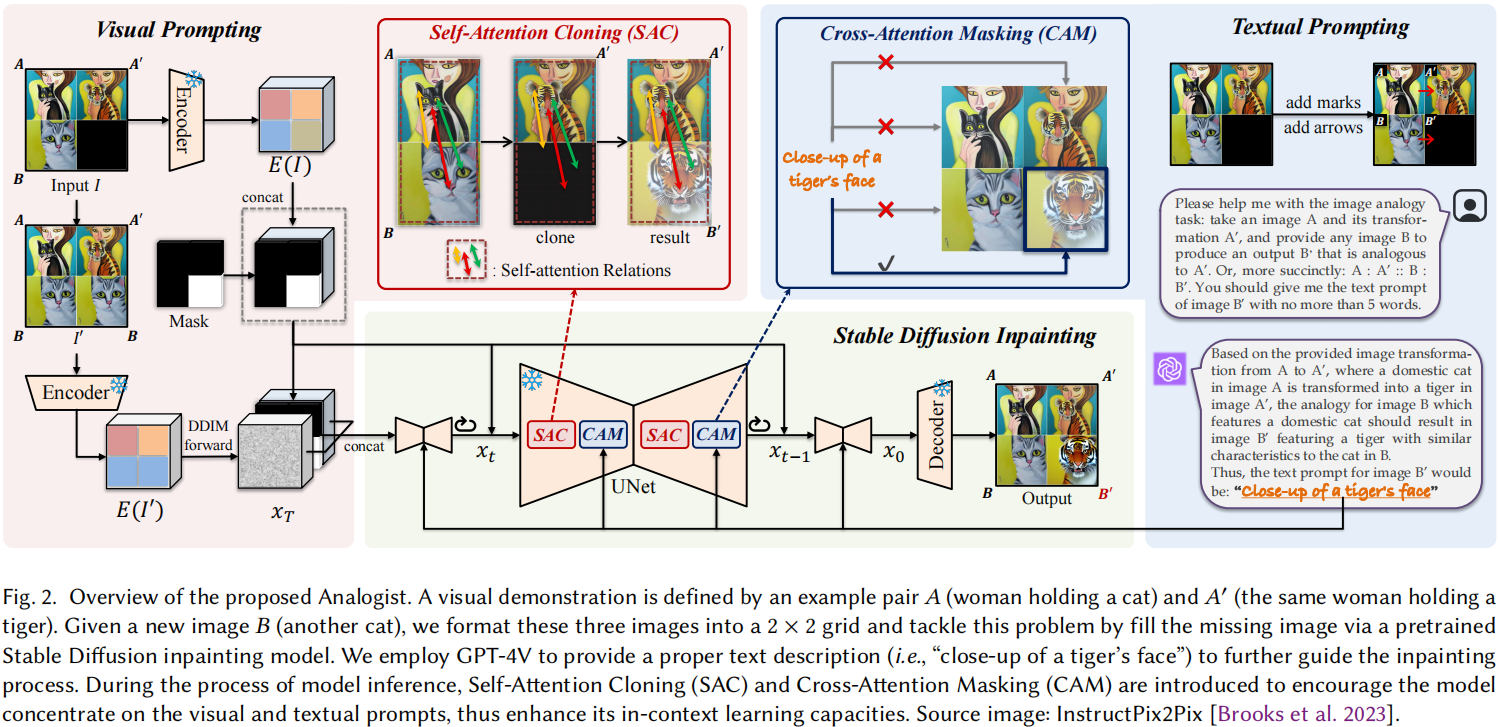 Visual Prompting
A
A′
Encoder
E(I)
B
Input I
concat
A
A′
Mask
B
I′
B
Encoder
DDIM
forward
E(I′)
x_T
concat
Self-Attention Cloning (SAC)
A
A′
A′
B
clone
result
B′
: Self-attention Relations
Cross-Attention Masking (CAM)
Close-up of a
tiger's face
Textual Prompting
add marks
add arrows
A
A′
B
B′
Please help me with the image analogy
task: take an image A and its transfor-
mation A′, and provide any image B to
produce an output B' that is analogous
to A′. Or, more succinctly: A : A′ :: B :
B′. You should give me the text prompt
of image B′ with no more than 5 words.
Based on the provided image transforma-
tion from A to A′, where a domestic cat
in image A is transformed into a tiger in
image A′, the analogy for image B which
features a domestic cat should result in
image B′ featuring a tiger with similar
characteristics to the cat in B.
Thus, the text prompt for image B′ would
be: “Close-up of a tiger's face”
Stable Diffusion Inpainting
x_t
SAC
CAM
SAC
CAM
UNet
x_{t−1}
x_0
Decoder
A
A′
B
Output
B′
Fig. 2. Overview of the proposed Analogist. A visual demonstration is defined by an example pair A (woman holding a cat) and A′ (the same woman holding a
tiger). Given a new image B (another cat), we format these three images into a 2 × 2 grid and tackle this problem by fill the missing image via a pretrained
Stable Diffusion inpainting model. We employ GPT-4V to provide a proper text description (i.e., “close-up of a tiger’s face”) to further guide the inpainting
process. During the process of model inference, Self-Attention Cloning (SAC) and Cross-Attention Masking (CAM) are introduced to encourage the model
concentrate on the visual and textual prompts, thus enhance its in-context learning capacities. Source image: InstructPix2Pix [Brooks et al. 2023].